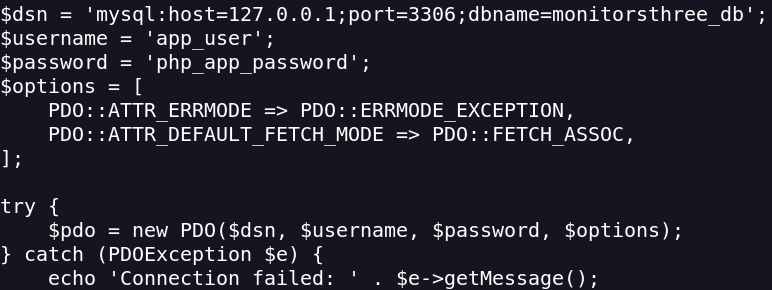 $dsn = 'mysql:host=127.0.0.1;port=3306;dbname=monitorsthree_db';
$username = 'app_user';
$password = 'php_app_password';
$options = [
    PDO::ATTR_ERRMODE => PDO::ERRMODE_EXCEPTION,
    PDO::ATTR_DEFAULT_FETCH_MODE => PDO::FETCH_ASSOC,
];

try {
    $pdo = new PDO($dsn, $username, $password, $options);
} catch (PDOException $e) {
    echo 'Connection failed: ' . $e->getMessage();